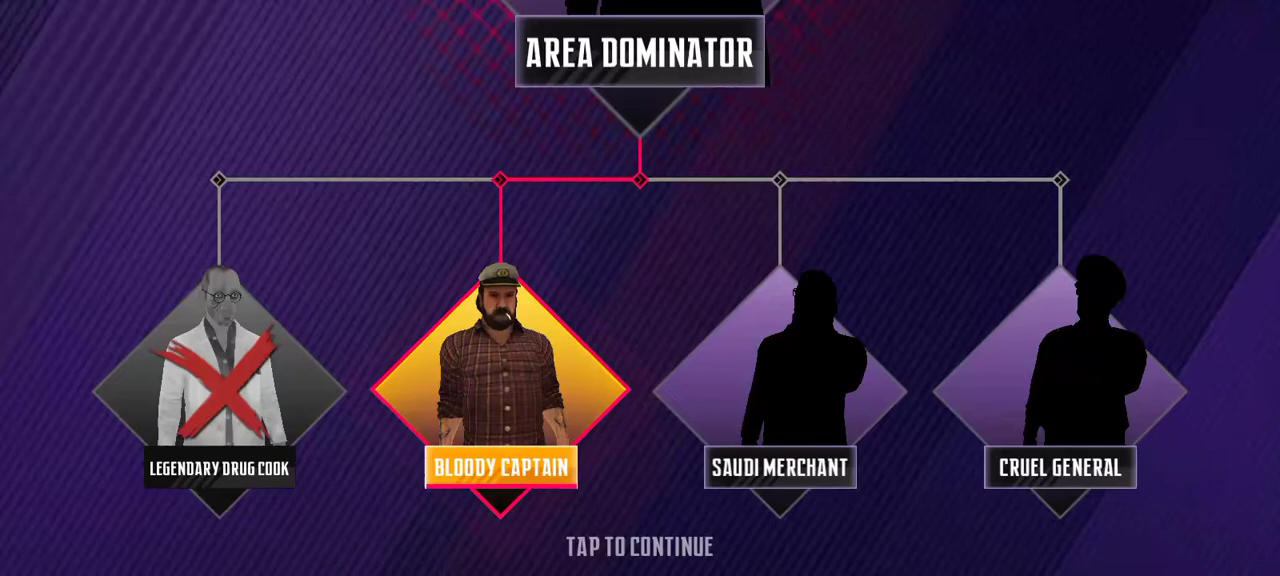 AREA DOMINATOR
LEGENDARY DRUG COOK
BLOODY CAPTAIN
SAUDI MERCHANT
CRUEL GENERAL
TAP TO CONTINUE